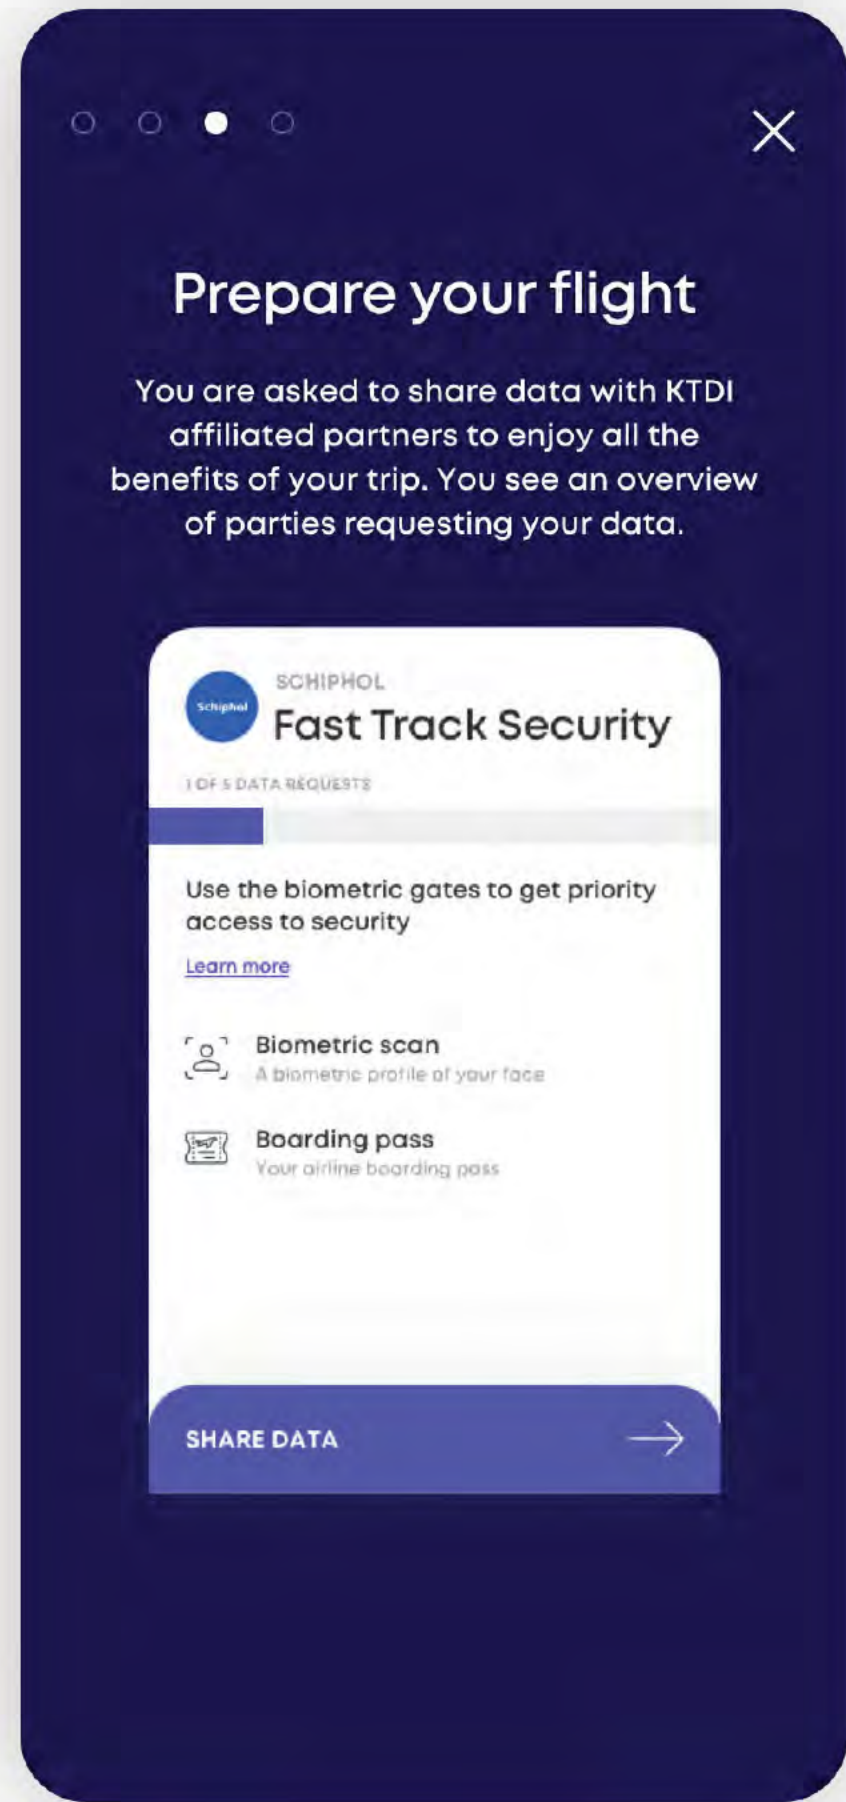 Prepare your flight
You are asked to share data with KTDI
affiliated partners to enjoy all the
benefits of your trip. You see an overview
of parties requesting your data.
Schiphol
SCHIPHOL
Fast Track Security
1 OF 5 DATA REQUESTS
Use the biometric gates to get priority
access to security
Learn more
Biometric scan
A biometric profile of your face
Boarding pass
Your airline boarding pass
SHARE DATA